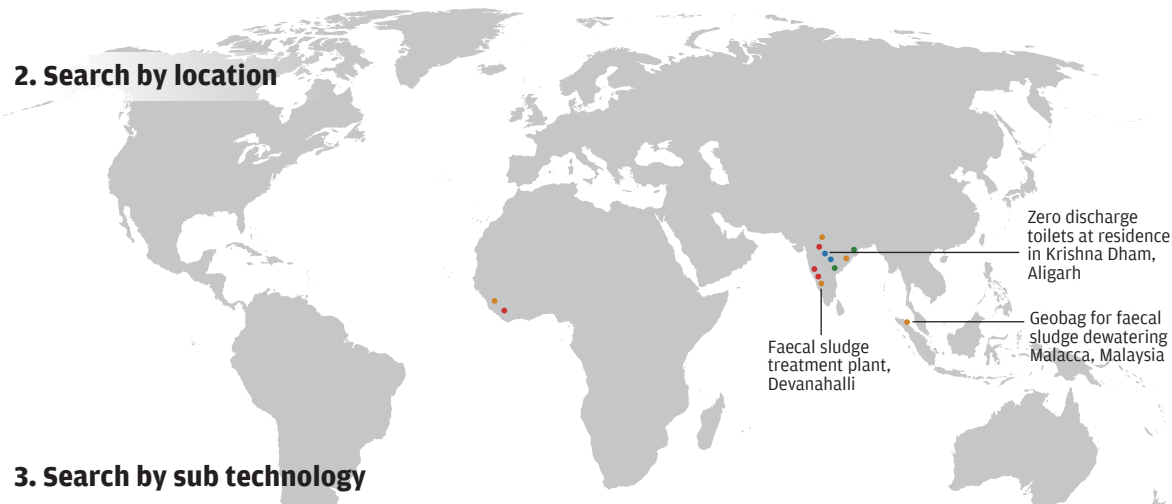 2. Search by location
Zero discharge
toilets at residence
in Krishna Dham,
Aligarh
Geobag for faecal
sludge dewatering
Malacca, Malaysia
Faecal sludge
treatment plant,
Devanahalli
3. Search by sub technology